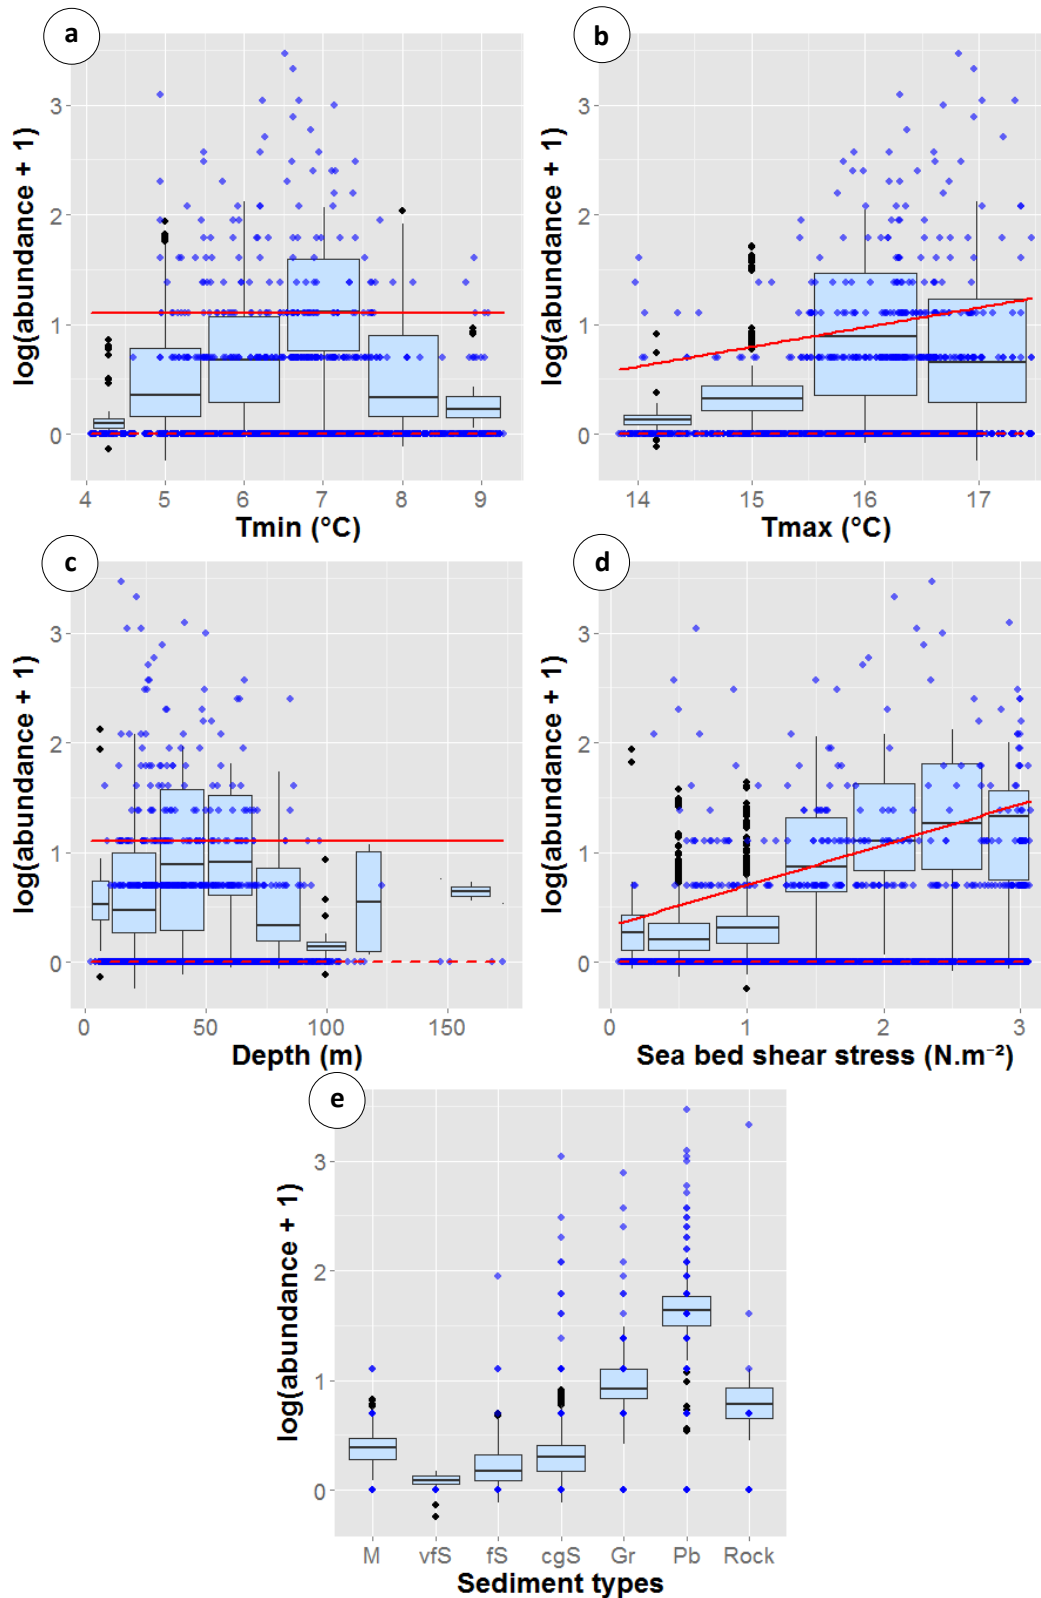 a
b
log(abundance + 1)
3
2
1
0
4 5 6 7 8 9
Tmin (°C)
log(abundance + 1)
3
2
1
0
14 15 16 17
Tmax (°C)
c
d
log(abundance + 1)
3
2
1
0
0 50 100 150
Depth (m)
log(abundance + 1)
3
2
1
0
0 1 2 3
Sea bed shear stress (N.m⁻²)
e
log(abundance + 1)
3
2
1
0
M vfS fS cgS Gr Pb Rock
Sediment types